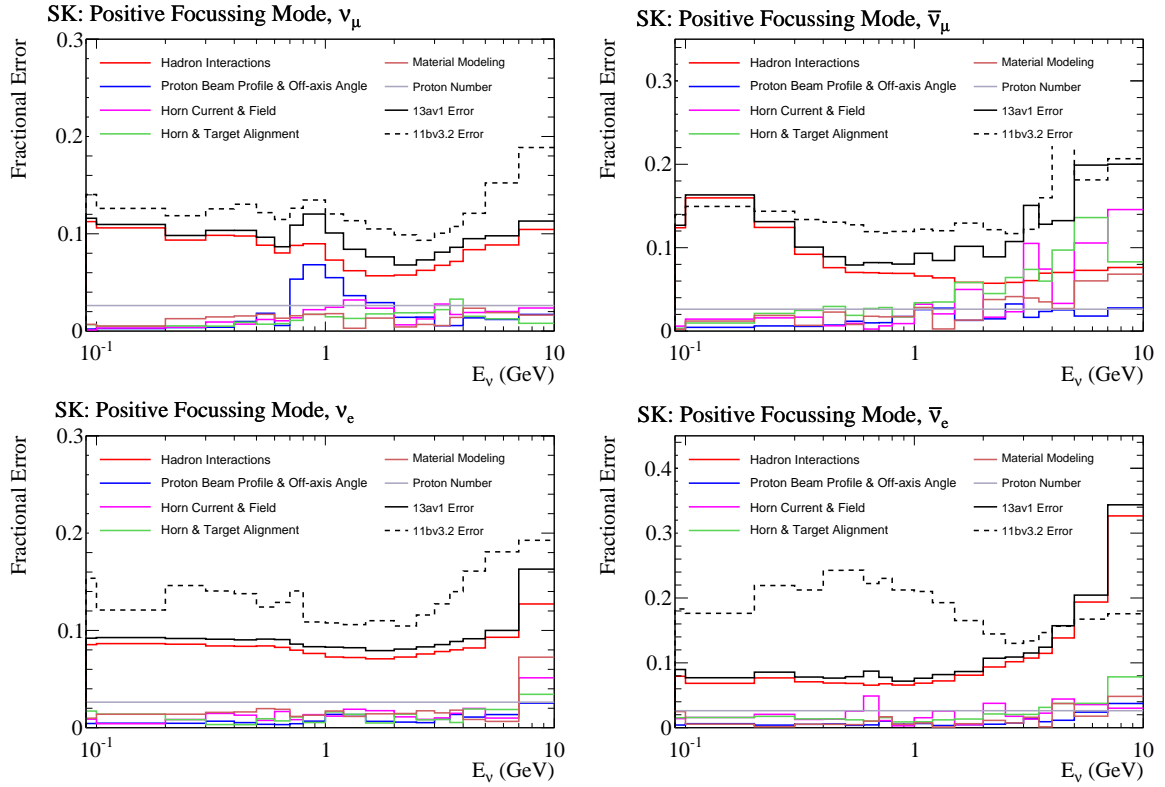 SK: Positive Focussing Mode, ν_μ
Fractional Error
0.3
0.2
0.1
0
Hadron Interactions
Proton Beam Profile & Off-axis Angle
Horn Current & Field
Horn & Target Alignment
Material Modeling
Proton Number
13av1 Error
11bv3.2 Error
10⁻¹
1
10
E_ν (GeV)
SK: Positive Focussing Mode, ν̅_μ
Fractional Error
0.3
0.2
0.1
0
Hadron Interactions
Proton Beam Profile & Off-axis Angle
Horn Current & Field
Horn & Target Alignment
Material Modeling
Proton Number
13av1 Error
11bv3.2 Error
10⁻¹
1
10
E_ν (GeV)
SK: Positive Focussing Mode, ν_e
Fractional Error
0.3
0.2
0.1
0
Hadron Interactions
Proton Beam Profile & Off-axis Angle
Horn Current & Field
Horn & Target Alignment
Material Modeling
Proton Number
13av1 Error
11bv3.2 Error
10⁻¹
1
10
E_ν (GeV)
SK: Positive Focussing Mode, ν̅_e
Fractional Error
0.4
0.3
0.2
0.1
0
Hadron Interactions
Proton Beam Profile & Off-axis Angle
Horn Current & Field
Horn & Target Alignment
Material Modeling
Proton Number
13av1 Error
11bv3.2 Error
10⁻¹
1
10
E_ν (GeV)